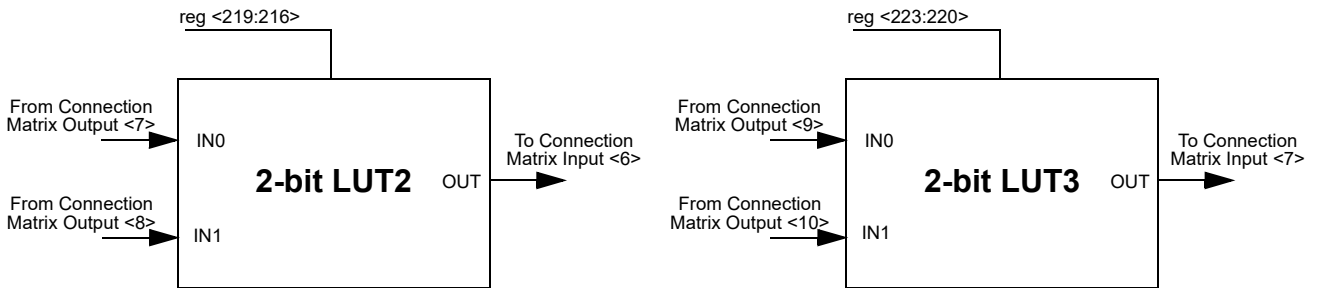 reg <219:216>
From Connection
Matrix Output <7>
IN0
2-bit LUT2
OUT
To Connection
Matrix Input <6>
From Connection
Matrix Output <8>
IN1
reg <223:220>
From Connection
Matrix Output <9>
IN0
2-bit LUT3
OUT
To Connection
Matrix Input <7>
From Connection
Matrix Output <10>
IN1